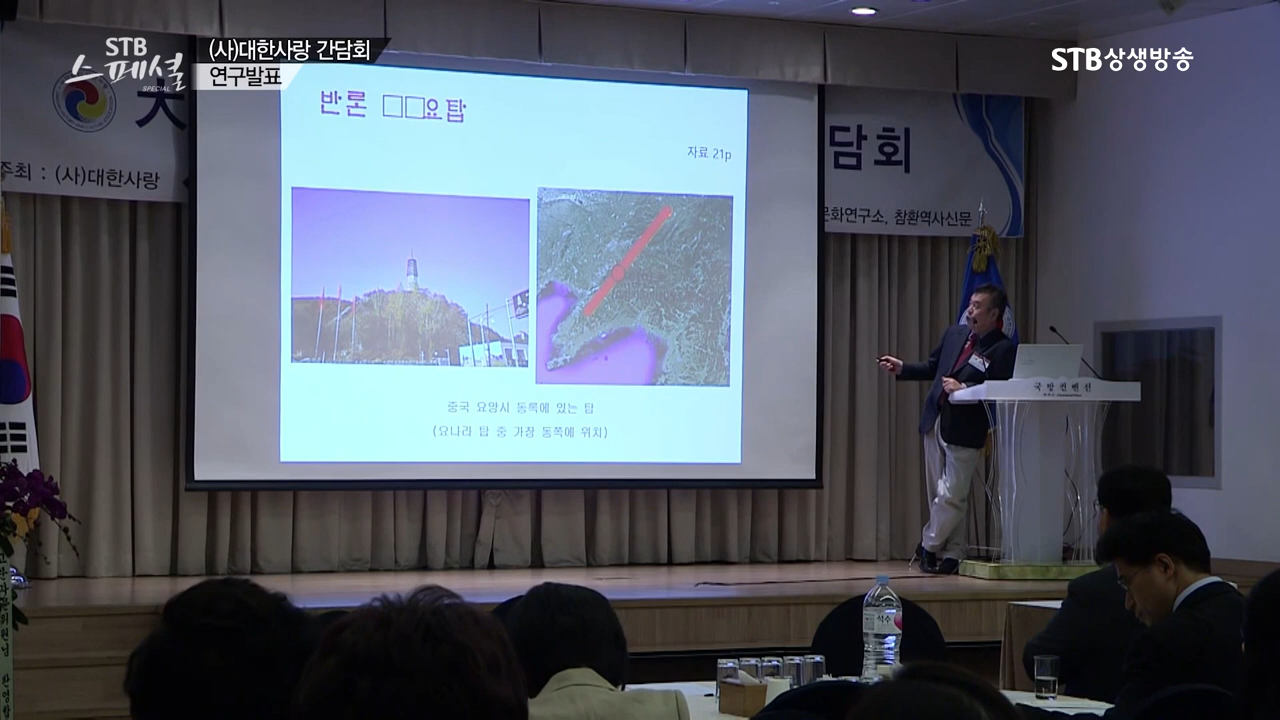 STB
스페셜
SPECIAL
(사)대한사랑 간담회
연구발표
STB상생방송
주최 : (사)대한사랑
담회
문화연구소, 참환역사신문
반론 □□요탑
자료 21p
중국 요양시 동록에 있는 탑
(요나라 탑 중 가장 동쪽에 위치)
국방컨벤션
석수